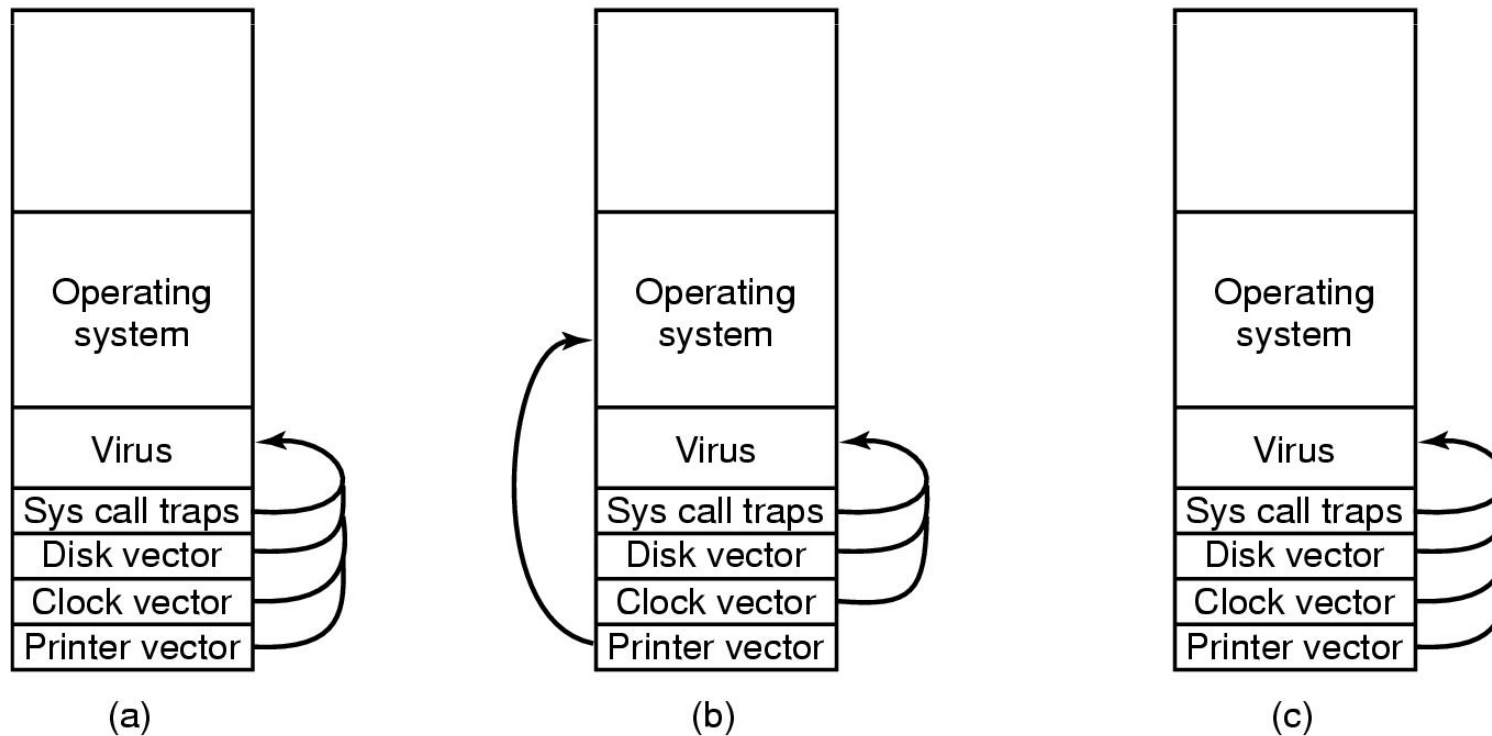 Operating
system
Virus
Sys call traps
Disk vector
Clock vector
Printer vector
(a)
Operating
system
Virus
Sys call traps
Disk vector
Clock vector
Printer vector
(b)
Operating
system
Virus
Sys call traps
Disk vector
Clock vector
Printer vector
(c)